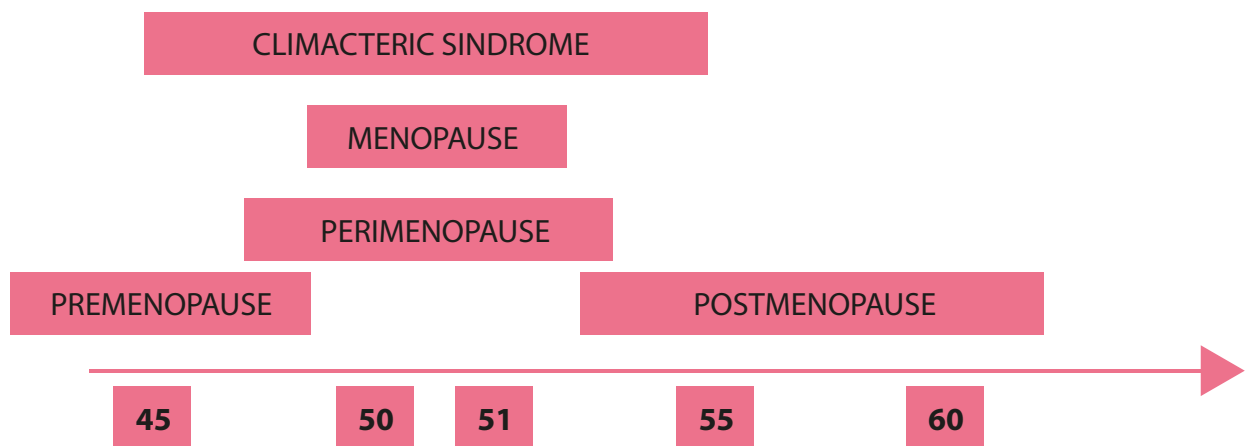 CLIMACTERIC SINDROME
MENOPAUSE
PERIMENOPAUSE
PREMENOPAUSE
POSTMENOPAUSE
45
50
51
55
60